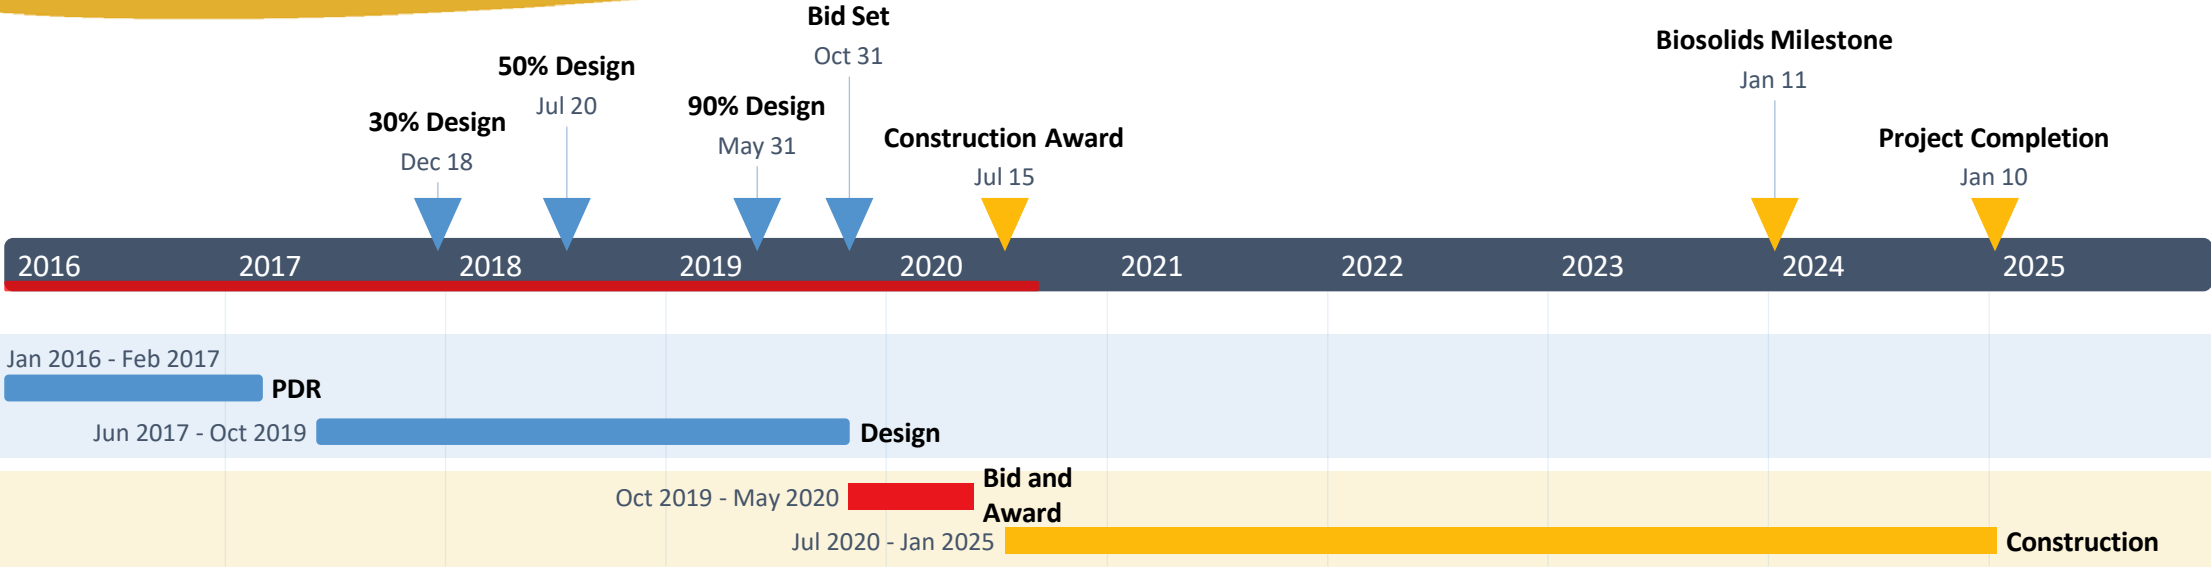 Bid Set
Oct 31
Biosolids Milestone
Jan 11
50% Design
Jul 20
90% Design
May 31
30% Design
Dec 18
Construction Award
Jul 15
Project Completion
Jan 10
2016 2017 2018 2019 2020 2021 2022 2023 2024 2025
Jan 2016 - Feb 2017
PDR
Jun 2017 - Oct 2019 Design
Oct 2019 - May 2020 Bid and
Award
Jul 2020 - Jan 2025 Construction